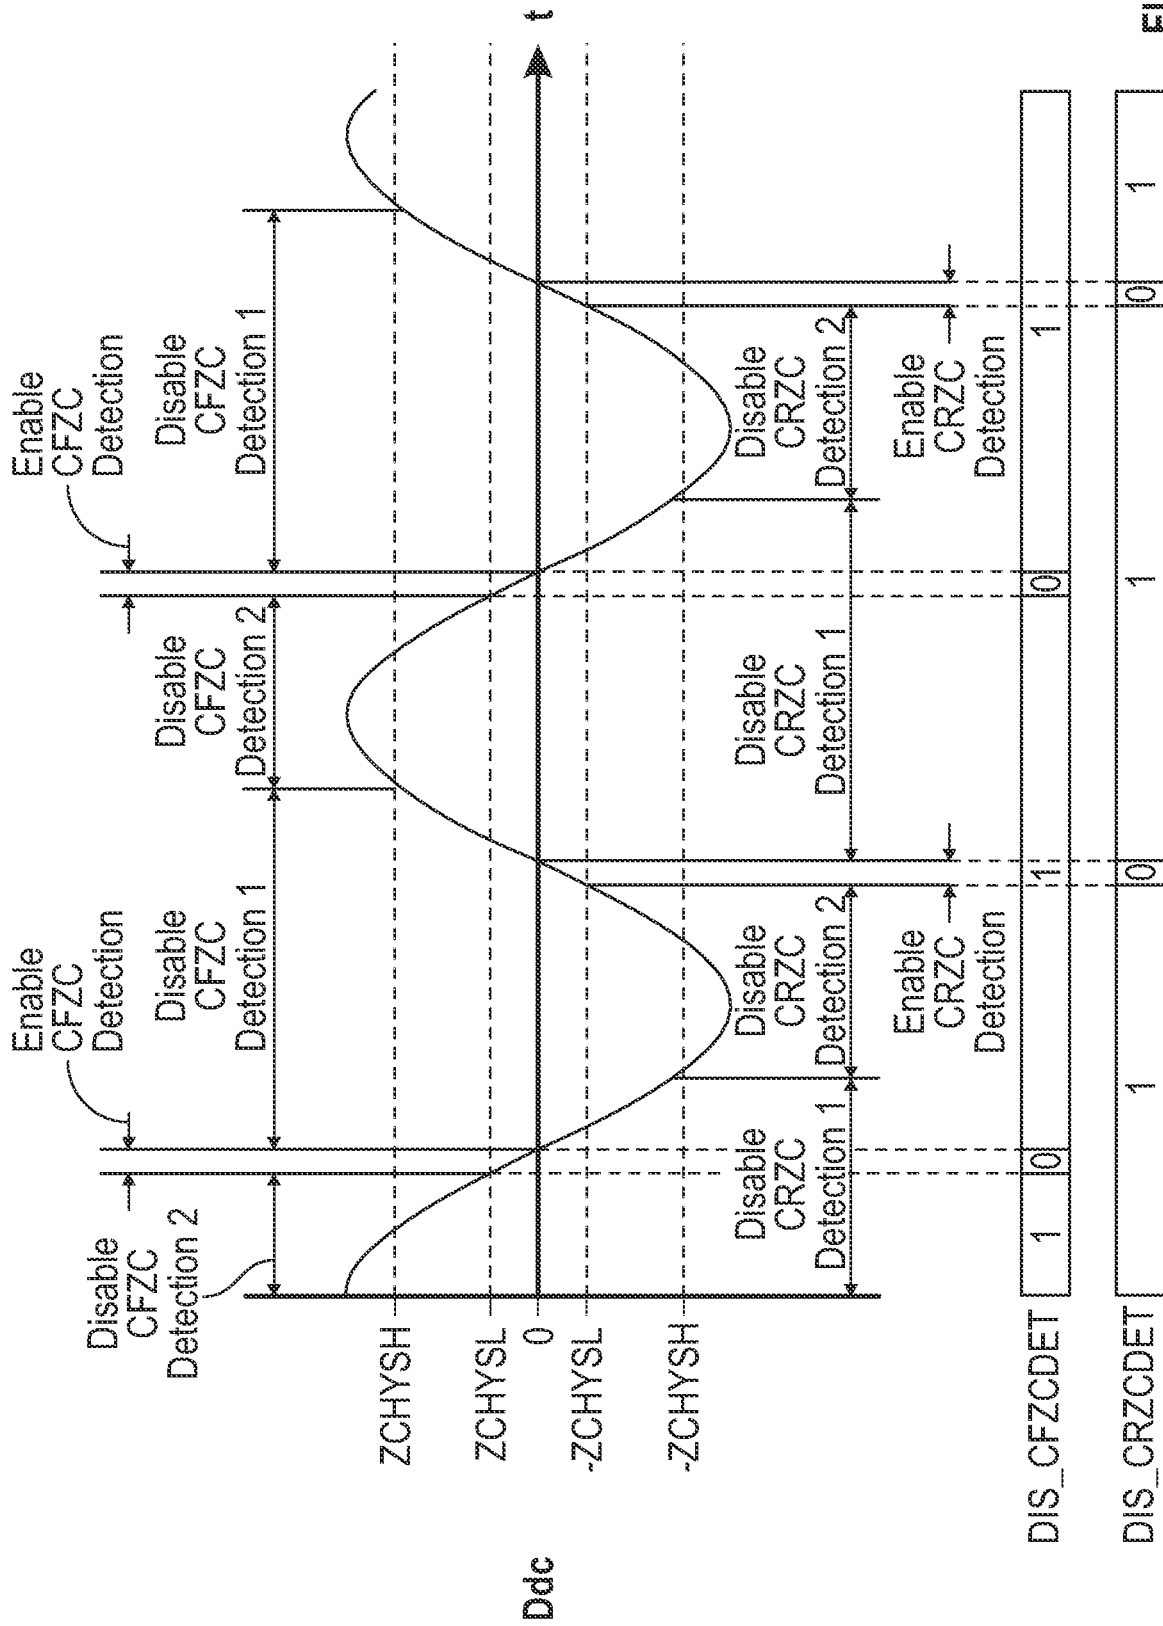 Enable
CFZC
Detection
Enable
CFZC
Detection
Disable
CFZC
Detection 2
Disable
CFZC
Detection 1
Disable
CFZC
Detection 2
Disable
CFZC
Detection 1
ZCHYSH
ZCHYSL
Ddc
0
t
-ZCHYSL
-ZCHYSH
Disable
CRZC
Detection 1
Disable
CRZC
Detection 2
Disable
CRZC
Detection 1
Disable
CRZC
Detection 2
Enable
CRZC
Detection
Enable
CRZC
Detection
DIS_CFZCDET 1 0 1 0 1
DIS_CRZCDET 1 0 1 0 1